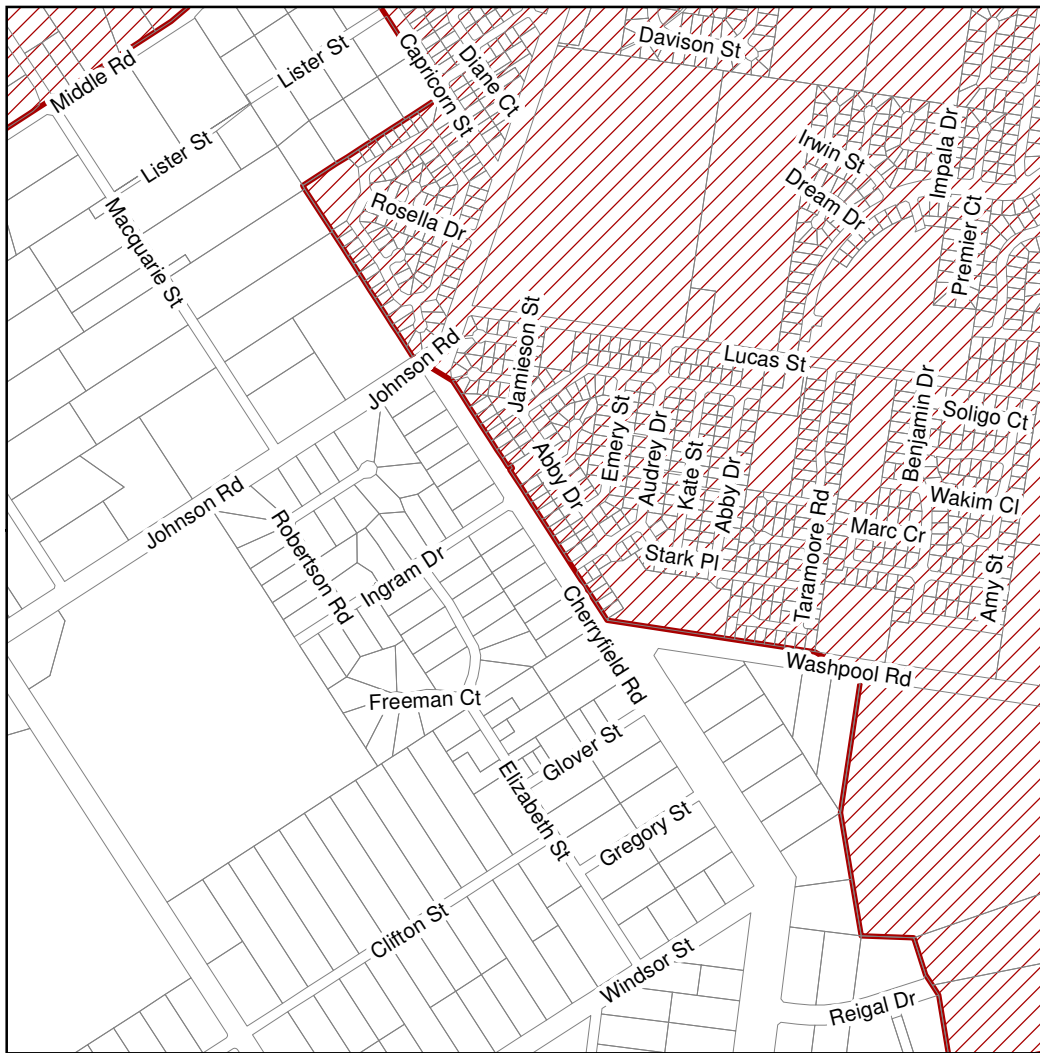 Davison St
Lister St
Capricorn St
Diane Ct
Middle Rd
Lister St
Irwin St
Impala Dr
Dream Dr
Rosella Dr
Macquarie St
Premier Ct
Jamieson St
Johnson Rd
Lucas St
Benjamin Dr
Soligo Ct
Emery St
Audrey Dr
Kate St
Abby Dr
Abby Dr
Wakim Cl
Johnson Rd
Marc Cr
Robertson Rd
Taramoore Rd
Stark Pl
Ingram Dr
Amy St
Cherryfield Rd
Washpool Rd
Freeman Ct
Glover St
Elizabeth St
Gregory St
Clifton St
Windsor St
Reigal Dr